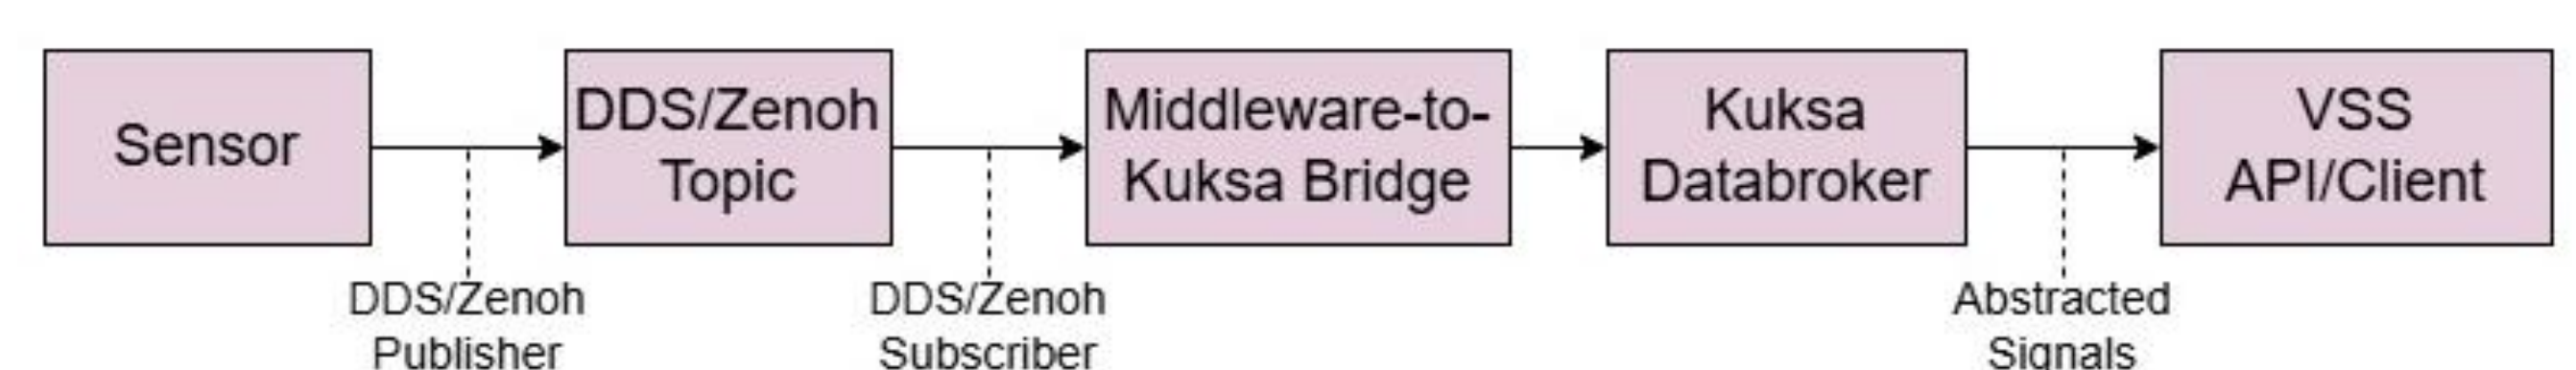 Sensor
DDS/Zenoh
Topic
Middleware-to-
Kuksa Bridge
Kuksa
Databroker
VSS
API/Client
DDS/Zenoh
Publisher
DDS/Zenoh
Subscriber
Abstracted
Signals